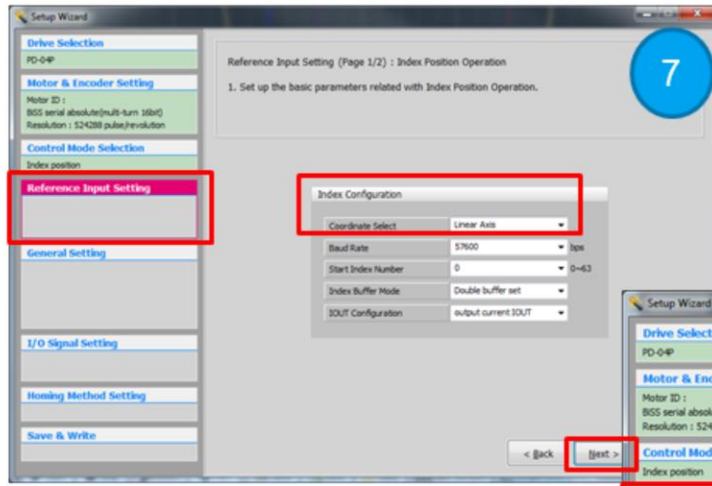 Setup Wizard
Drive Selection
PD-04P
Motor & Encoder Setting
Motor ID :
BiSS serial absolute(multi-turn 16bit)
Resolution : 524288 pulse/revolution
Control Mode Selection
Index position
Reference Input Setting
General Setting
I/O Signal Setting
Homing Method Setting
Save & Write
Reference Input Setting (Page 1/2) : Index Position Operation
1. Set up the basic parameters related with Index Position Operation.
7
Index Configuration
Coordinate Select Linear Axis
Baud Rate 57600 bps
Start Index Number 0 0~63
Index Buffer Mode Double buffer set
IOUT Configuration output current IOUT
< Back Next >
Setup Wizard
Drive Select
PD-04P
Motor & Enc
Motor ID :
BiSS serial absol
Resolution : 524
Control Mod
Index position